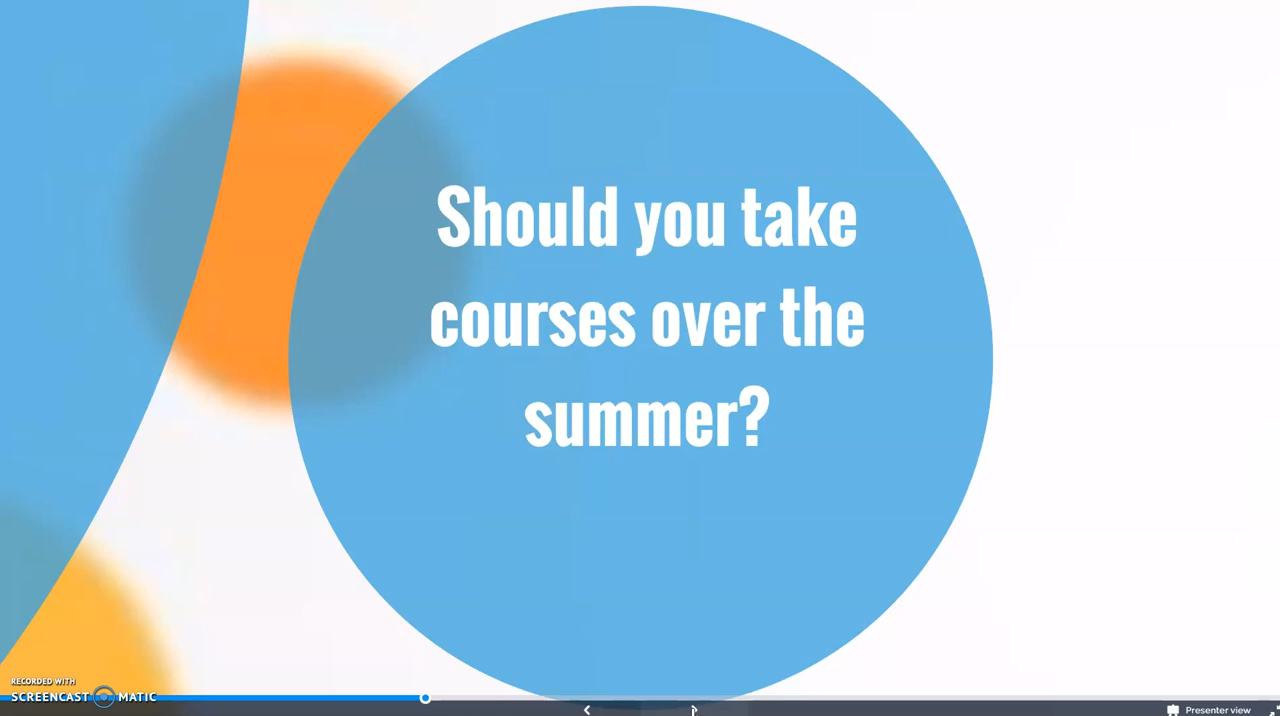 Should you take
courses over the
summer?
RECORDED WITH
SCREENCAST MATIC
Presenter view